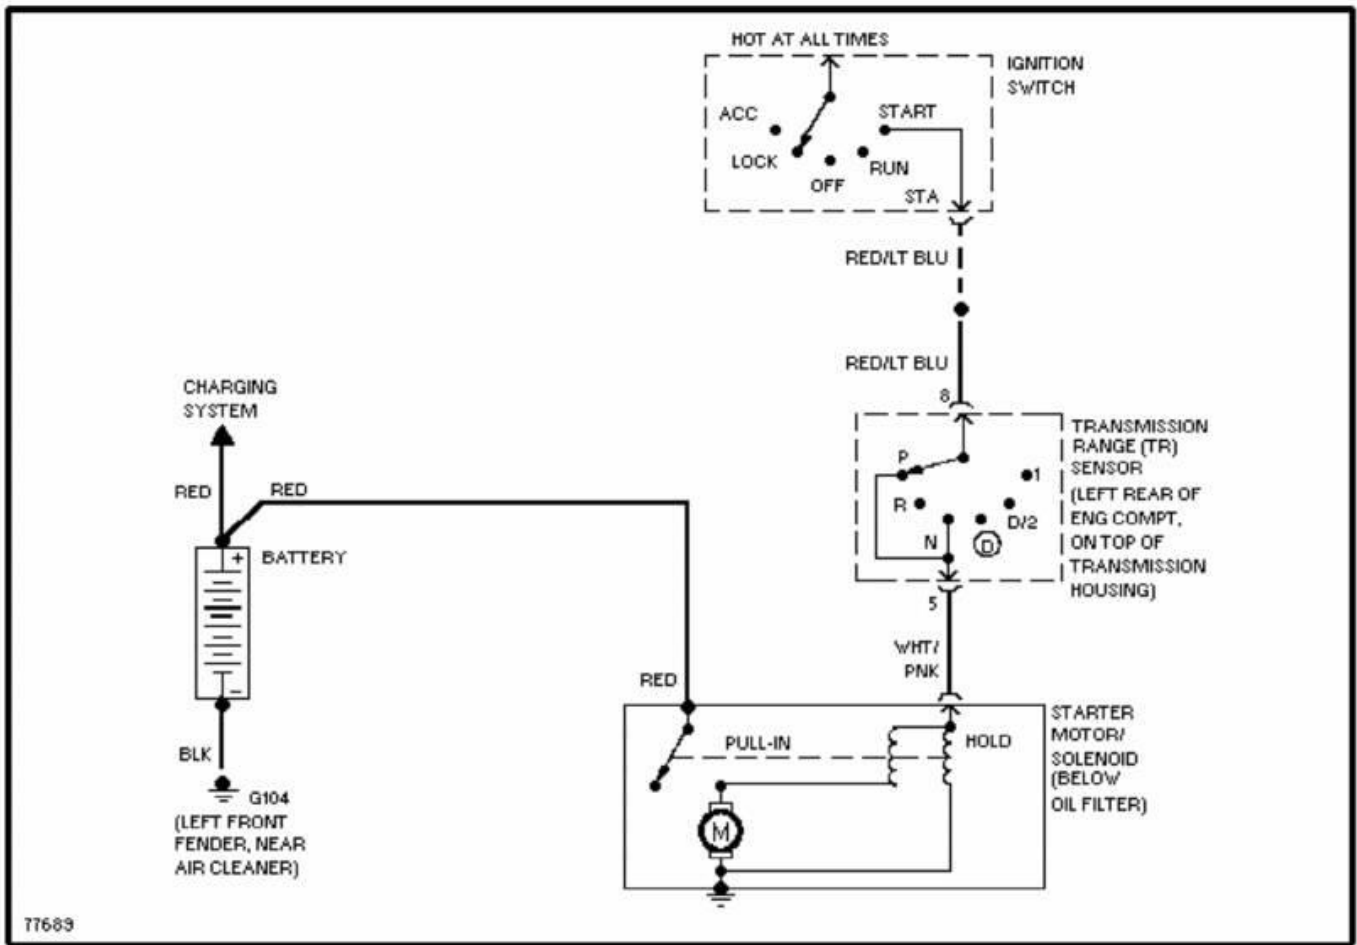 HOT AT ALL TIMES
IGNITION
SWITCH
ACC
START
LOCK
RUN
OFF
STA
RED/LT BLU
RED/LT BLU
8
CHARGING
SYSTEM
RED
RED
BATTERY
+
-
BLK
G104
(LEFT FRONT
FENDER, NEAR
AIR CLEANER)
TRANSMISSION
RANGE (TR)
SENSOR
(LEFT REAR OF
ENG COMPT,
ON TOP OF
TRANSMISSION
HOUSING)
P
1
R
D/2
N
D
5
WHT/
PNK
RED
PULL-IN
HOLD
STARTER
MOTOR/
SOLENOID
(BELOW
OIL FILTER)
M
77689